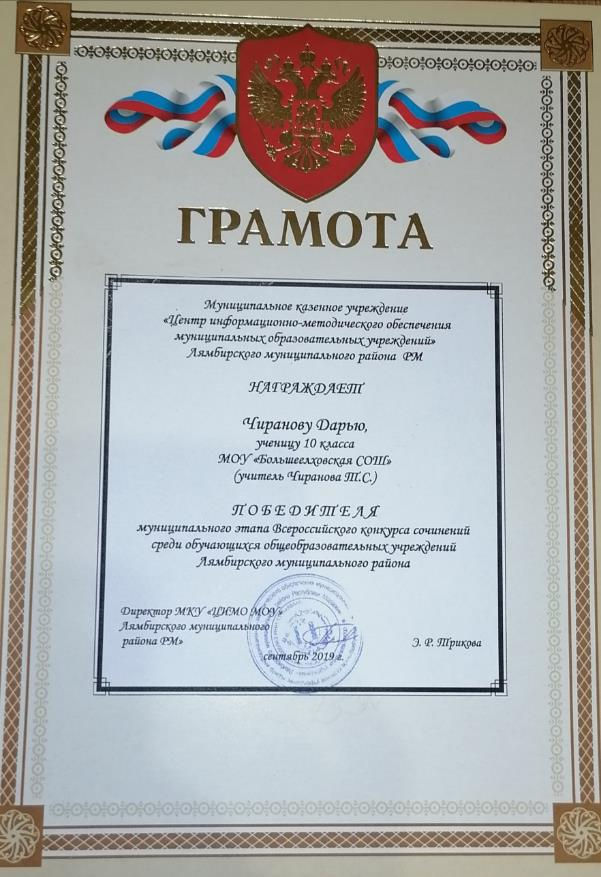 ГРАМОТА
Муниципальное казенное учреждение
«Центр информационно-методического обеспечения
муниципальных образовательных учреждений»
Лямбирского муниципального района РМ
НАГРАЖДАЕТ
Чиранову Дарью,
ученицу 10 класса
МОУ «Большеелховская СОШ»
(учитель Чиранова Т.С.)
ПОБЕДИТЕЛЯ
муниципального этапа Всероссийского конкурса сочинений
среди обучающихся общеобразовательных учреждений
Лямбирского муниципального района
Директор МКУ «ЦИМО МОУ»
Лямбирского муниципального
района РМ»
Э. Р. Трикова
сентябрь 2019 г.